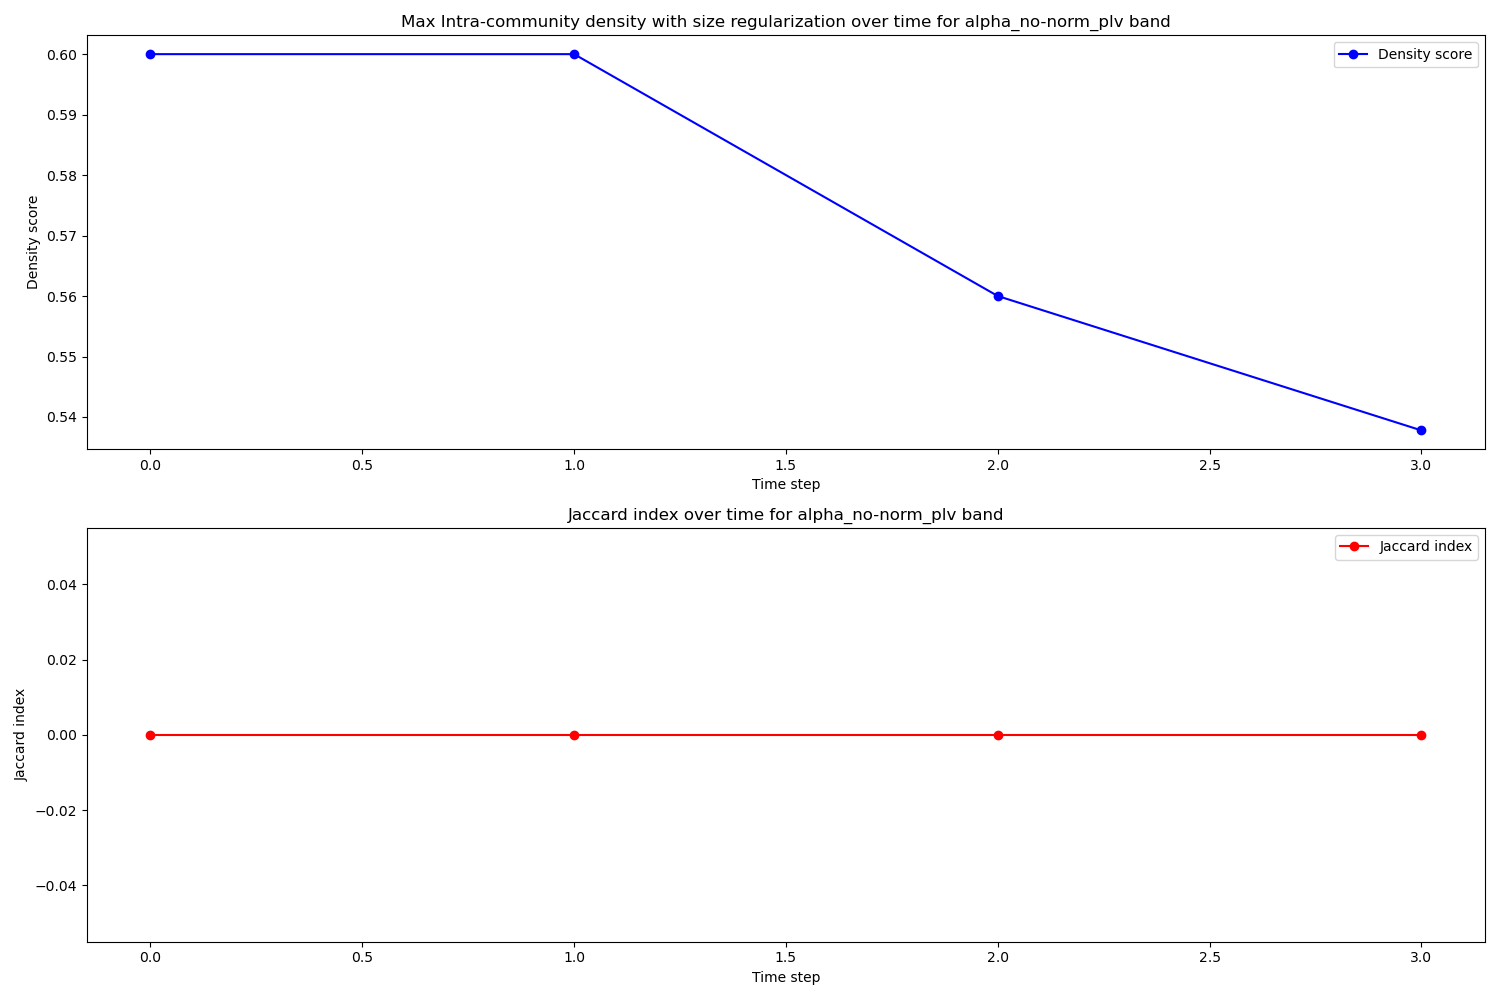 Max Intra-community density with size regularization over time for alpha_no-norm_plv band
Density score
0.60
0.59
0.58
0.57
0.56
0.55
0.54
Density score
0.0 0.5 1.0 1.5 2.0 2.5 3.0
Time step
Jaccard index over time for alpha_no-norm_plv band
Jaccard index
0.04
0.02
0.00
−0.02
−0.04
Jaccard index
0.0 0.5 1.0 1.5 2.0 2.5 3.0
Time step